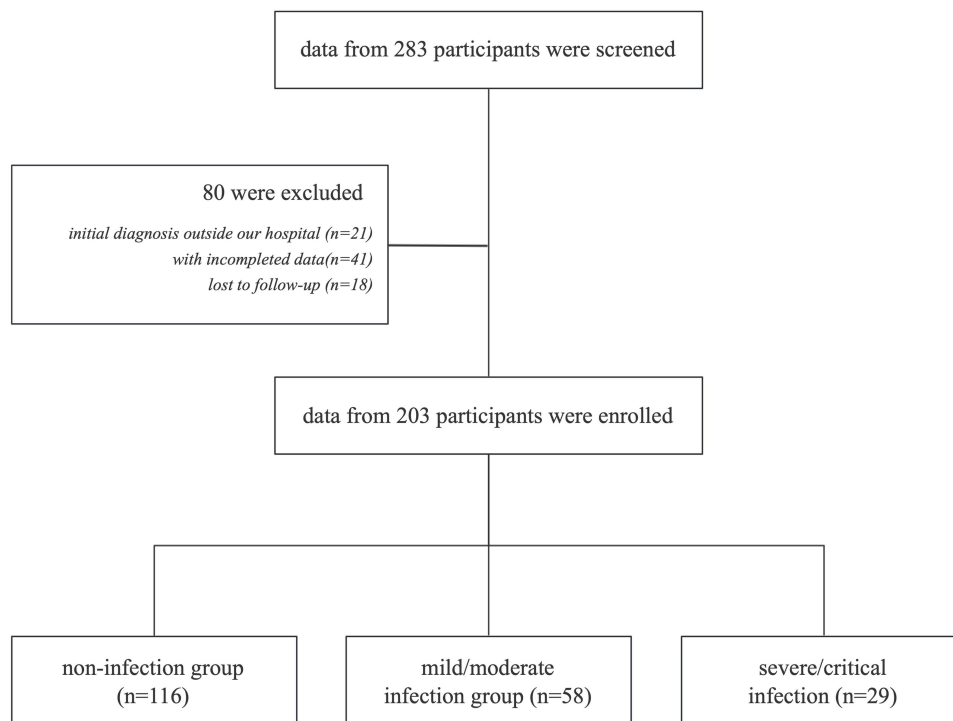 data from 283 participants were screened
80 were excluded
initial diagnosis outside our hospital (n=21)
with incompleted data(n=41)
lost to follow-up (n=18)
data from 203 participants were enrolled
non-infection group
(n=116)
mild/moderate
infection group (n=58)
severe/critical
infection (n=29)